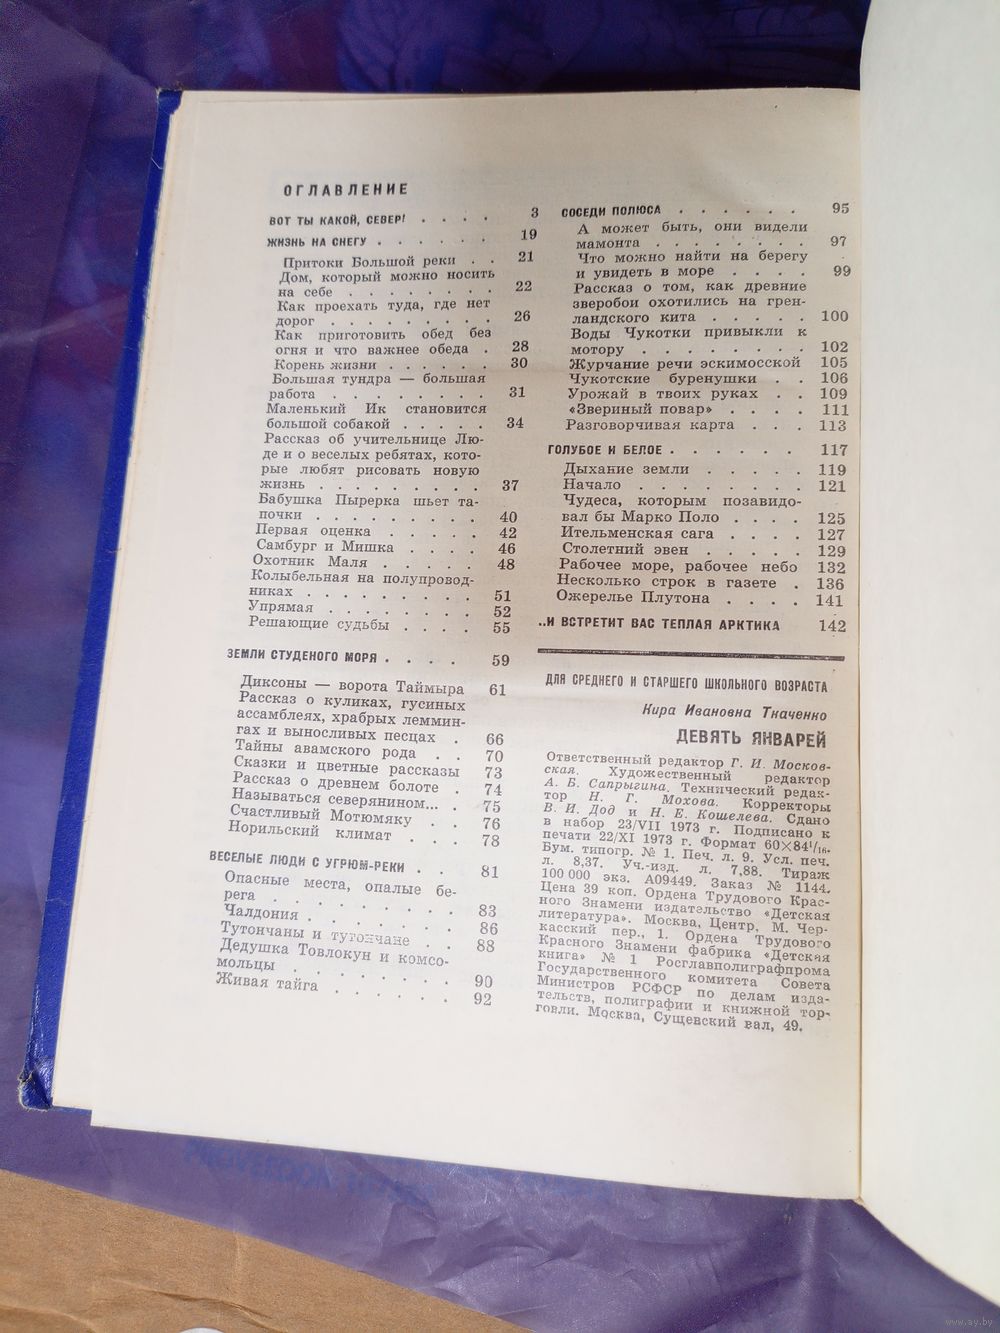 ОГЛАВЛЕНИЕ
ВОТ ТЫ КАКОЙ, СЕВЕР! . . . . 3
ЖИЗНЬ НА СНЕГУ . . . . . . 19
Притоки Большой реки . . 21
Дом, который можно носить
на себе . . . . . . . . 22
Как проехать туда, где нет
дорог . . . . . . . . . 26
Как приготовить обед без
огня и что важнее обеда . 28
Корень жизни . . . . . . 30
Большая тундра — большая
работа . . . . . . . . 31
Маленький Ик становится
большой собакой . . . . . 34
Рассказ об учительнице Лю-
де и о веселых ребятах, кото-
рые любят рисовать новую
жизнь . . . . . . . . . 37
Бабушка Пырерка шьет та-
почки . . . . . . . . . 40
Первая оценка . . . . . . 42
Самбург и Мишка . . . . 46
Охотник Маля . . . . . . 48
Колыбельная на полупровод-
никах . . . . . . . . . 51
Упрямая . . . . . . . . 52
Решающие судьбы . . . . 55
ЗЕМЛИ СТУДЕНОГО МОРЯ . . . . 59
Диксоны — ворота Таймыра 61
Рассказ о куликах, гусиных
ассамблеях, храбрых леммин-
гах и выносливых песцах . 66
Тайны авамского рода . . 70
Сказки и цветные рассказы 73
Рассказ о древнем болоте . 74
Называться северянином... . 75
Счастливый Мотюмяку . . 76
Норильский климат . . . 78
ВЕСЕЛЫЕ ЛЮДИ С УГРЮМ-РЕКИ . . 81
Опасные места, опалые бе-
рега . . . . . . . . . 83
Чалдония . . . . . . . 86
Тутончаны и тутончане . . 88
Дедушка Товлокун и комсо-
мольцы . . . . . . . . 90
Живая тайга . . . . . . 92
СОСЕДИ ПОЛЮСА . . . . . . 95
А может быть, они видели
мамонта . . . . . . . . 97
Что можно найти на берегу
и увидеть в море . . . . 99
Рассказ о том, как древние
зверобои охотились на грен-
ландского кита . . . . . 100
Воды Чукотки привыкли к
мотору . . . . . . . . 102
Журчание речи эскимосской 105
Чукотские буренушки . . 106
Урожай в твоих руках . . 109
«Звериный повар» . . . . 111
Разговорчивая карта . . . 113
ГОЛУБОЕ И БЕЛОЕ . . . . . . 117
Дыхание земли . . . . . 119
Начало . . . . . . . . 121
Чудеса, которым позавидо-
вал бы Марко Поло . . . . 125
Ительменская сага . . . . 127
Столетний эвен . . . . . 129
Рабочее море, рабочее небо 132
Несколько строк в газете . 136
Ожерелье Плутона . . . . 141
..И ВСТРЕТИТ ВАС ТЕПЛАЯ АРКТИКА 142
ДЛЯ СРЕДНЕГО И СТАРШЕГО ШКОЛЬНОГО ВОЗРАСТА
Кира Ивановна Ткаченко
ДЕВЯТЬ ЯНВАРЕЙ
Ответственный редактор Г. И. Москов-
ская. Художественный редактор
А. Б. Сапрыгина. Технический редак-
тор Н. Г. Мохова. Корректоры
В. И. Дод и Н. Е. Кошелева. Сдано
в набор 23/VII 1973 г. Подписано к
печати 22/XI 1973 г. Формат 60×84¹/₁₆.
Бум. типогр. № 1. Печ. л. 9. Усл. печ.
л. 8,37. Уч.-изд. л. 7,88. Тираж
100 000 экз. А09449. Заказ № 1144.
Цена 39 коп. Ордена Трудового Крас-
ного Знамени издательство «Детская
литература». Москва, Центр, М. Чер-
касский пер., 1. Ордена Трудового
Красного Знамени фабрика «Детская
книга» № 1 Росглавполиграфпрома
Государственного комитета Совета
Министров РСФСР по делам изда-
тельств, полиграфии и книжной тор-
говли. Москва, Сущевский вал, 49.
www.ay.by